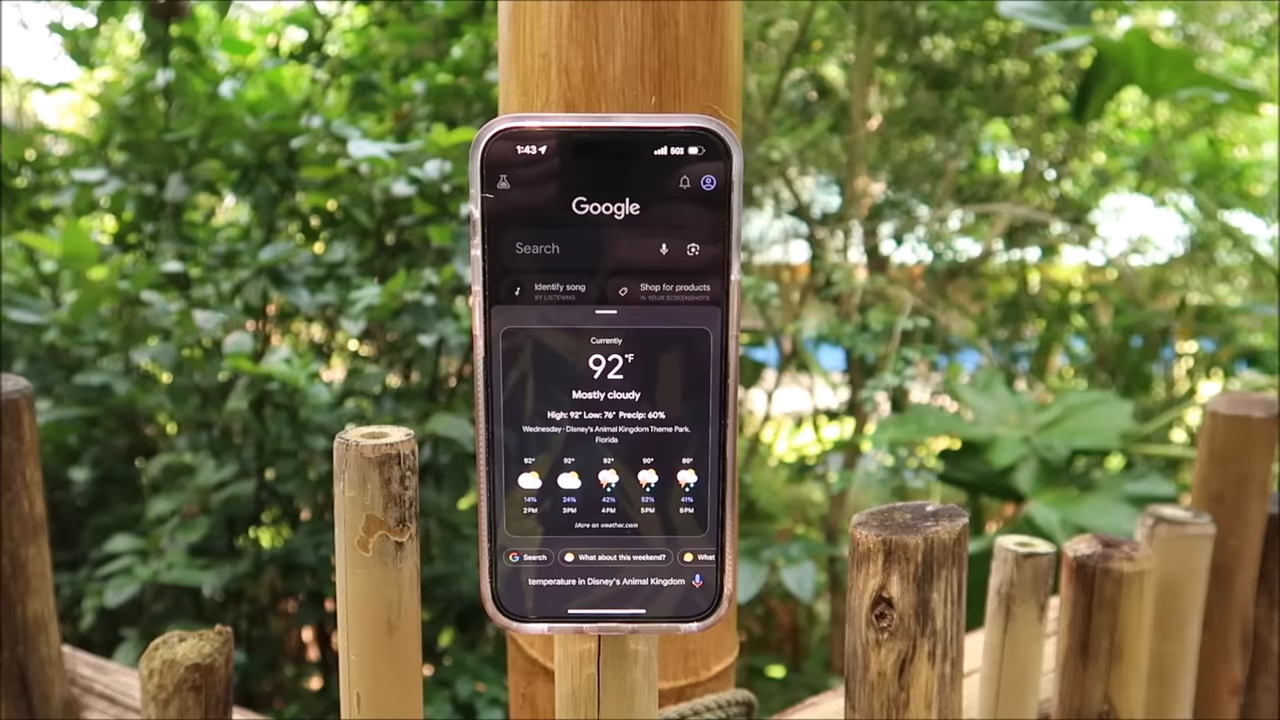 1:43 5G
Google
Search
Identify song Shop for products
BY LISTENING IN YOUR SCREENSHOTS
Currently
92°F
Mostly cloudy
High: 92° Low: 76° Precip: 60%
Wednesday · Disney's Animal Kingdom Theme Park,
Florida
92° 92° 92° 90° 88°
14% 24% 42% 52% 41%
2 PM 3 PM 4 PM 5 PM 6 PM
More on weather.com
G Search What about this weekend? What
temperature in Disney's Animal Kingdom